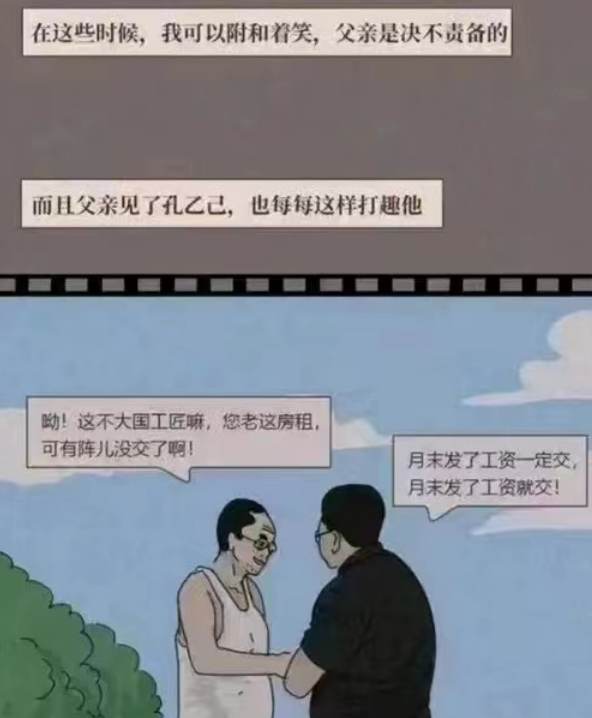 在这些时候，我可以附和着笑，父亲是决不责备的
而且父亲见了孔乙己，也每每这样打趣他
呦！这不大国工匠嘛，您老这房租，
可有阵儿没交了啊！
月末发了工资一定交，
月末发了工资就交！